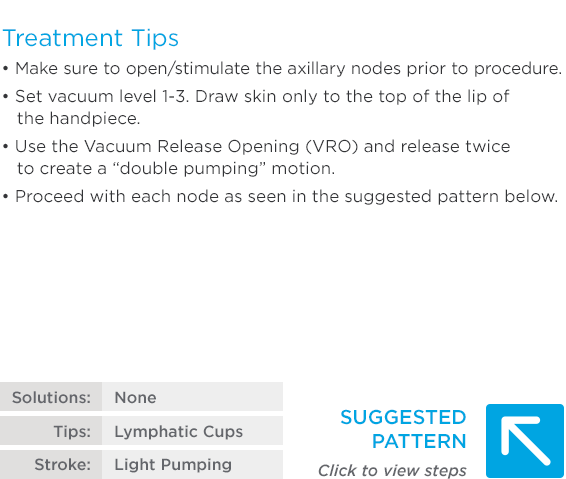 Treatment Tips
• Make sure to open/stimulate the axillary nodes prior to procedure.
• Set vacuum level 1-3. Draw skin only to the top of the lip of
the handpiece.
• Use the Vacuum Release Opening (VRO) and release twice
to create a “double pumping” motion.
• Proceed with each node as seen in the suggested pattern below.
Solutions: None
Tips: Lymphatic Cups
Stroke: Light Pumping
SUGGESTED
PATTERN
Click to view steps